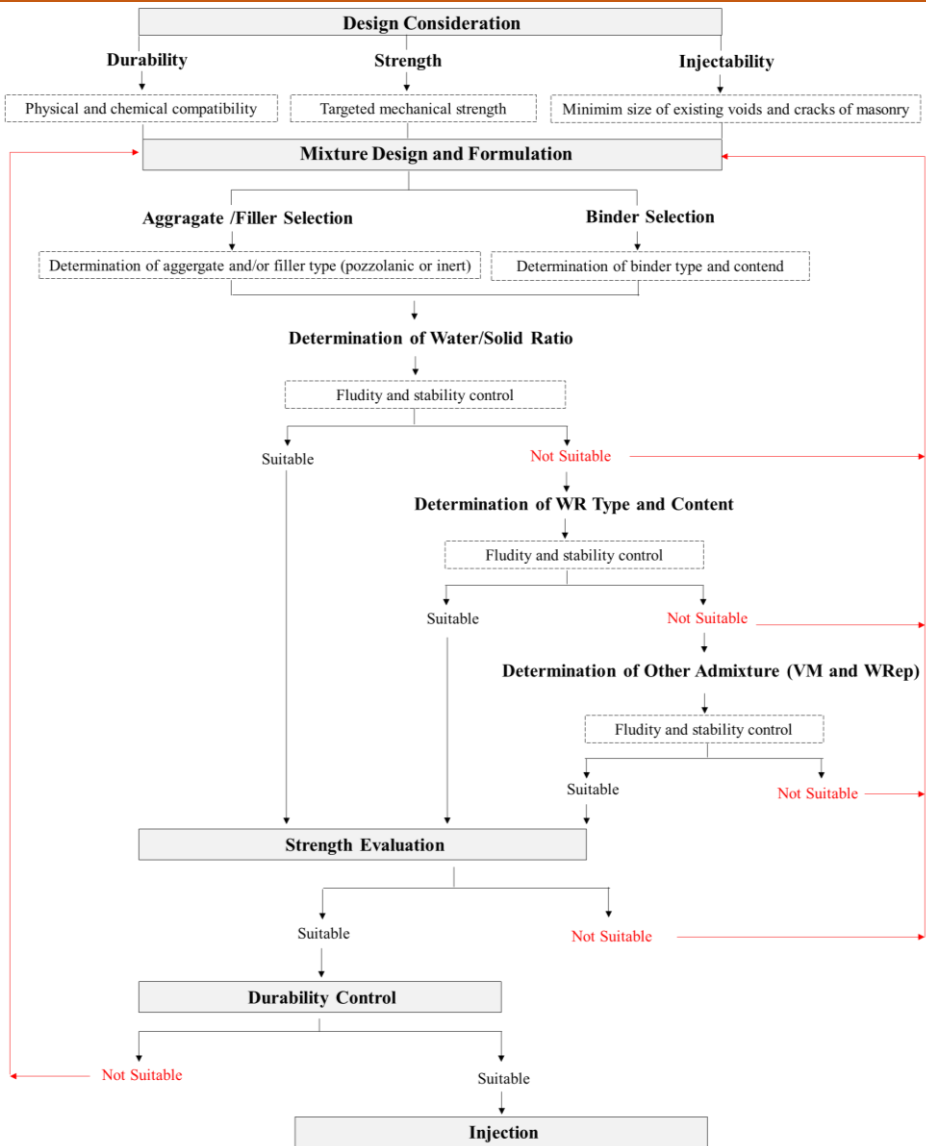 Design Consideration
Durability
Strength
Injectability
Physical and chemical compatibility
Targeted mechanical strength
Minimim size of existing voids and cracks of masonry
Mixture Design and Formulation
Aggragate /Filler Selection
Binder Selection
Determination of aggergate and/or filler type (pozzolanic or inert)
Determination of binder type and contend
Determination of Water/Solid Ratio
Fludity and stability control
Suitable
Not Suitable
Determination of WR Type and Content
Fludity and stability control
Suitable
Not Suitable
Determination of Other Admixture (VM and WRep)
Fludity and stability control
Suitable
Not Suitable
Strength Evaluation
Suitable
Not Suitable
Durability Control
Not Suitable
Suitable
Injection